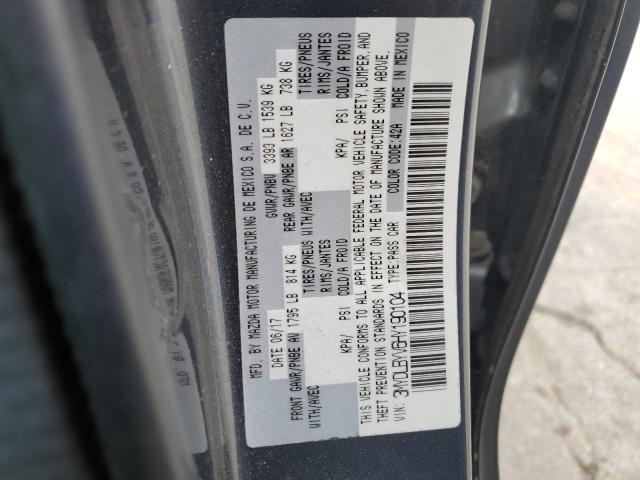 MFD. BY MAZDA MOTOR MANUFACTURING DE MEXICO S.A. DE C.V.
DATE 06/17 GVWR/PNBV 3393 LB 1539 KG
FRONT GAWR/PNBE AV 1795 LB 814 KG REAR GAWR/PNBE AR 1627 LB 738 KG
WITH/AVEC TIRES/PNEUS WITH/AVEC TIRES/PNEUS
RIMS/JANTES RIMS/JANTES
KPA/ PSI COLD/A FROID KPA/ PSI COLD/A FROID
THIS VEHICLE CONFORMS TO ALL APPLICABLE FEDERAL MOTOR VEHICLE SAFETY, BUMPER, AND
THEFT PREVENTION STANDARDS IN EFFECT ON THE DATE OF MANUFACTURE SHOWN ABOVE.
VIN: 3MYDLBYV6HY190104 TYPE:PASS CAR COLOR CODE:42A MADE IN MEXICO